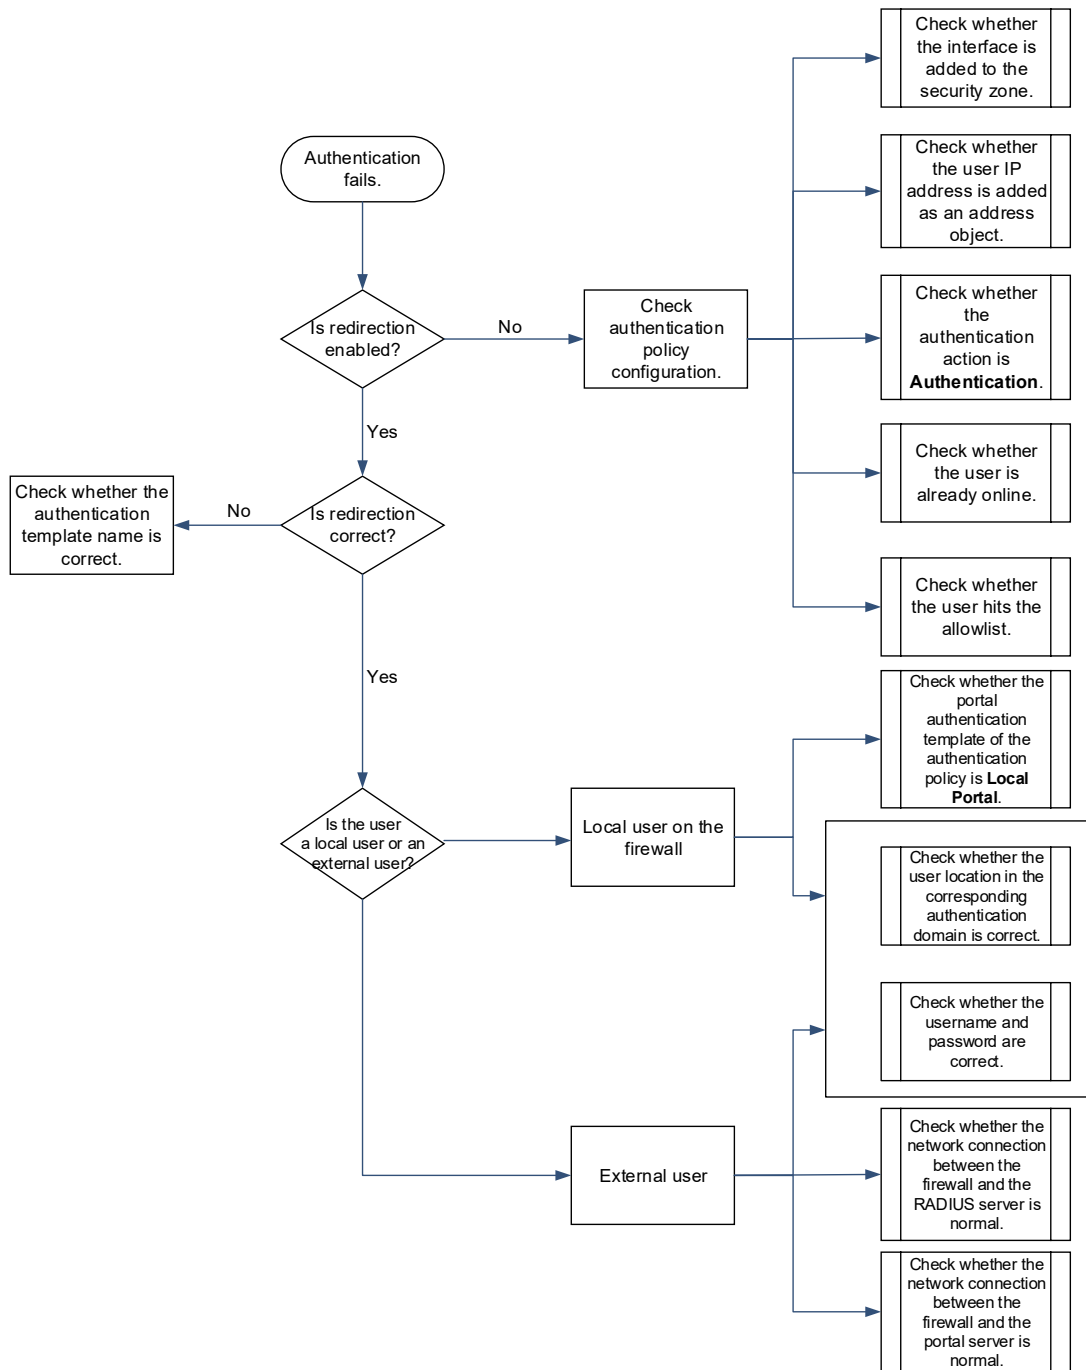 Check whether
the interface is
added to the
security zone.
Authentication
fails.
Check whether
the user IP
address is added
as an address
object.
Is redirection
enabled?
No
Check
authentication
policy
configuration.
Check whether
the
authentication
action is
Authentication.
Yes
Check whether
the user is
already online.
Check whether the
authentication
template name is
correct.
No
Is redirection
correct?
Check whether
the user hits the
allowlist.
Yes
Check whether the
portal
authentication
template of the
authentication
policy is Local
Portal.
Is the user
a local user or an
external user?
Local user on the
firewall
Check whether the
user location in the
corresponding
authentication
domain is correct.
Check whether the
username and
password are
correct.
External user
Check whether the
network connection
between the
firewall and the
RADIUS server is
normal.
Check whether the
network connection
between the
firewall and the
portal server is
normal.